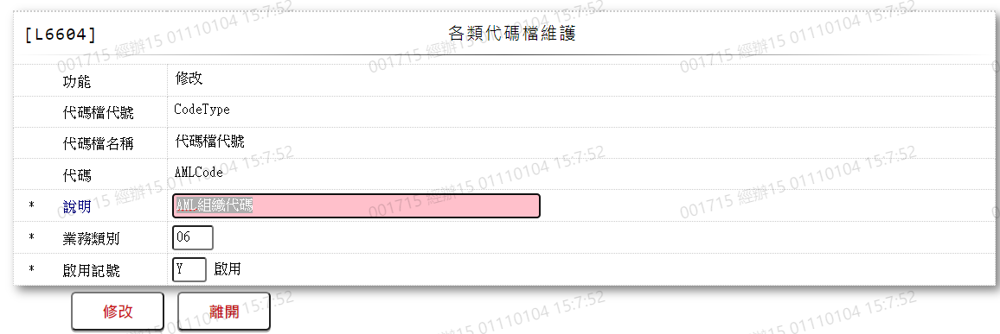 [L6604] 各類代碼檔維護
功能 修改
代碼檔代號 CodeType
代碼檔名稱 代碼檔代號
代碼 AMLCode
* 說明 AML組織代碼
* 業務類別 06
* 啟用記號 Y 啟用
修改 離開
001715 經辦15 01110104 15:7:52